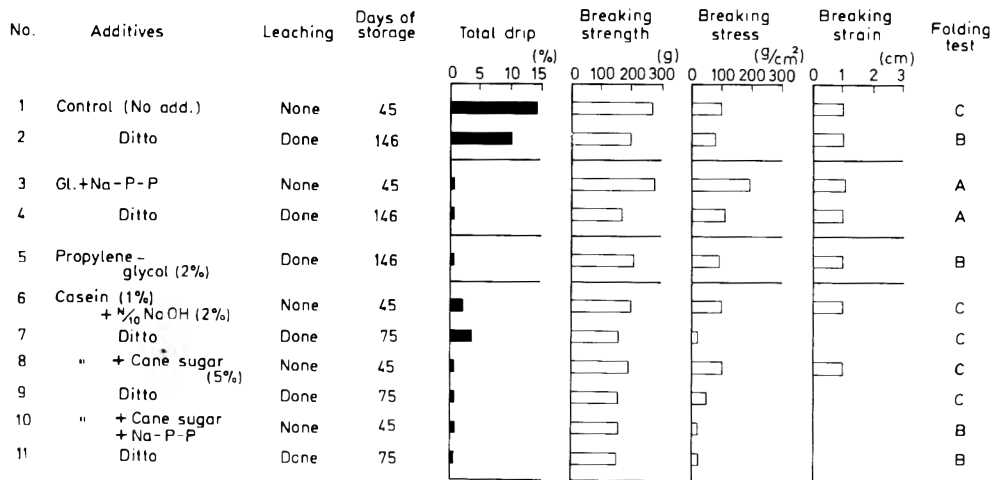 No. Additives Leaching Days of storage Total drip (%) Breaking strength (g) Breaking stress (g/cm²) Breaking strain (cm) Folding test
0 5 10 15 0 100 200 300 0 100 200 300 0 1 2 3
1 Control (No add.) None 45 C
2 Ditto Done 146 B
3 Gl.+Na-P-P None 45 A
4 Ditto Done 146 A
5 Propylene- Done 146 B
glycol (2%)
6 Casein (1%) None 45 C
+ N/10 NaOH (2%)
7 Ditto Done 75 C
8 " + Cane sugar None 45 C
(5%)
9 Ditto Done 75 C
10 " + Cane sugar None 45 B
+Na-P-P
11 Ditto Done 75 B